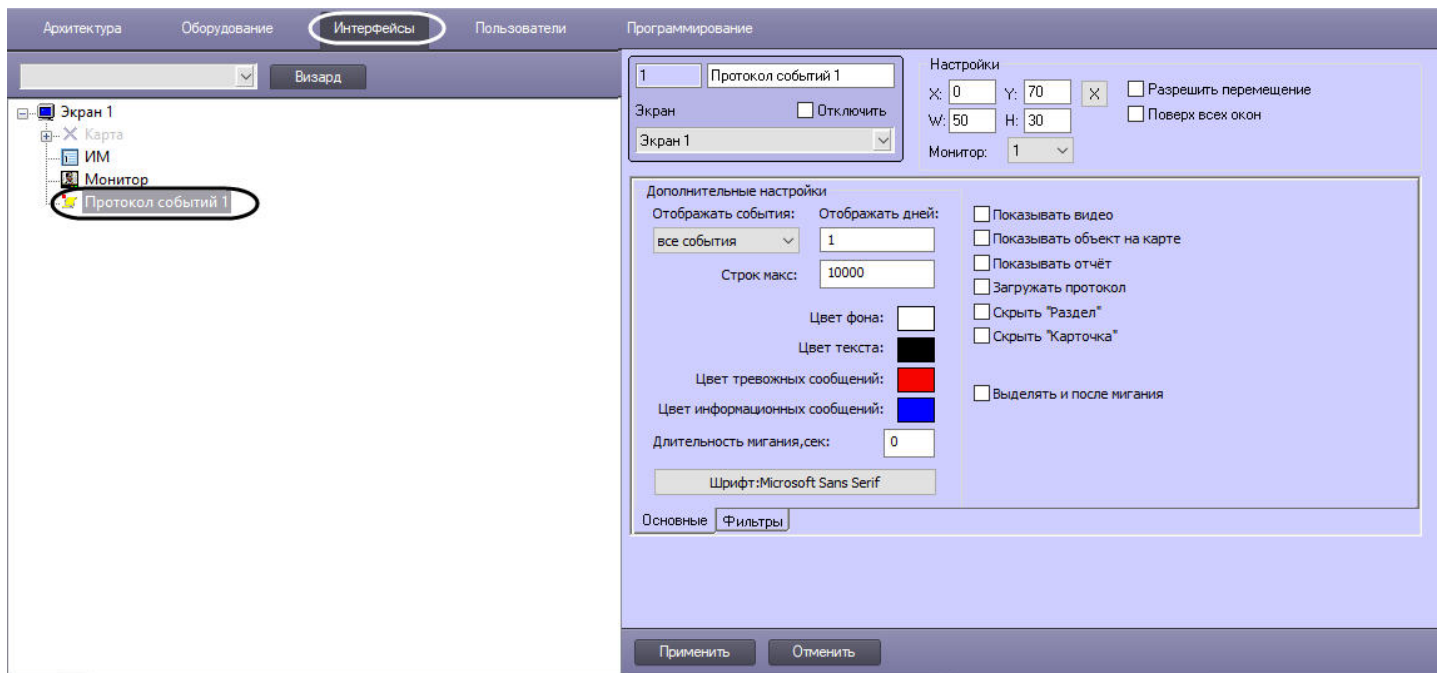 Архитектура Оборудование Интерфейсы Пользователи Программирование
Визард
Экран 1
Карта
ИМ
Монитор
Протокол событий 1
1 Протокол событий 1
Экран Отключить
Экран 1
Настройки
X: 0 Y: 70 X Разрешить перемещение
W: 50 H: 30 Поверх всех окон
Монитор: 1
Дополнительные настройки
Отображать события: Отображать дней:
все события 1
Строк макс: 10000
Цвет фона:
Цвет текста:
Цвет тревожных сообщений:
Цвет информационных сообщений:
Длительность мигания,сек: 0
Шрифт:Microsoft Sans Serif
Показывать видео
Показывать объект на карте
Показывать отчёт
Загружать протокол
Скрыть "Раздел"
Скрыть "Карточка"
Выделять и после мигания
Основные Фильтры
Применить Отменить